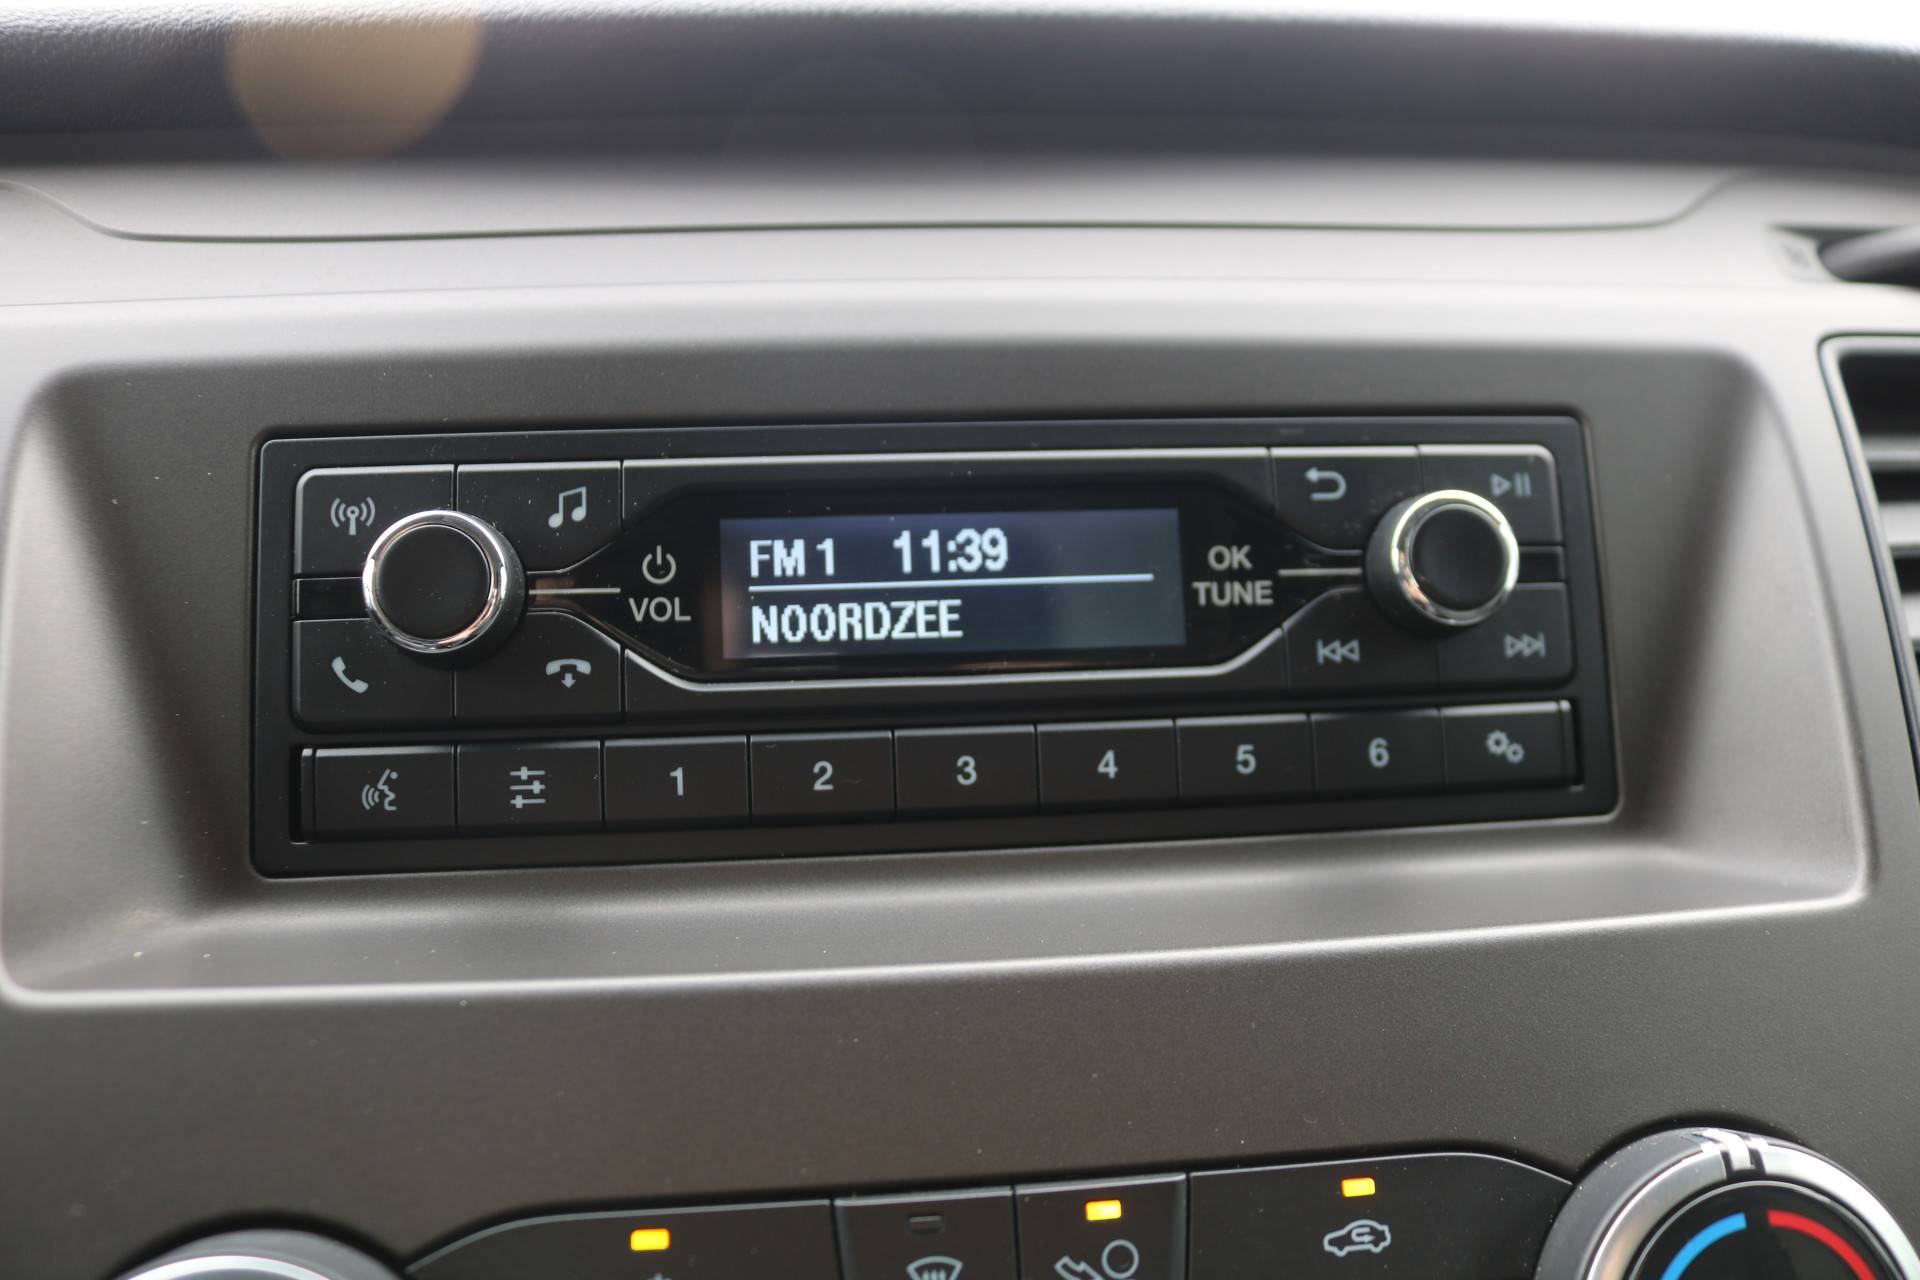 FM 1 11:39
NOORDZEE
VOL
OK
TUNE
1 2 3 4 5 6